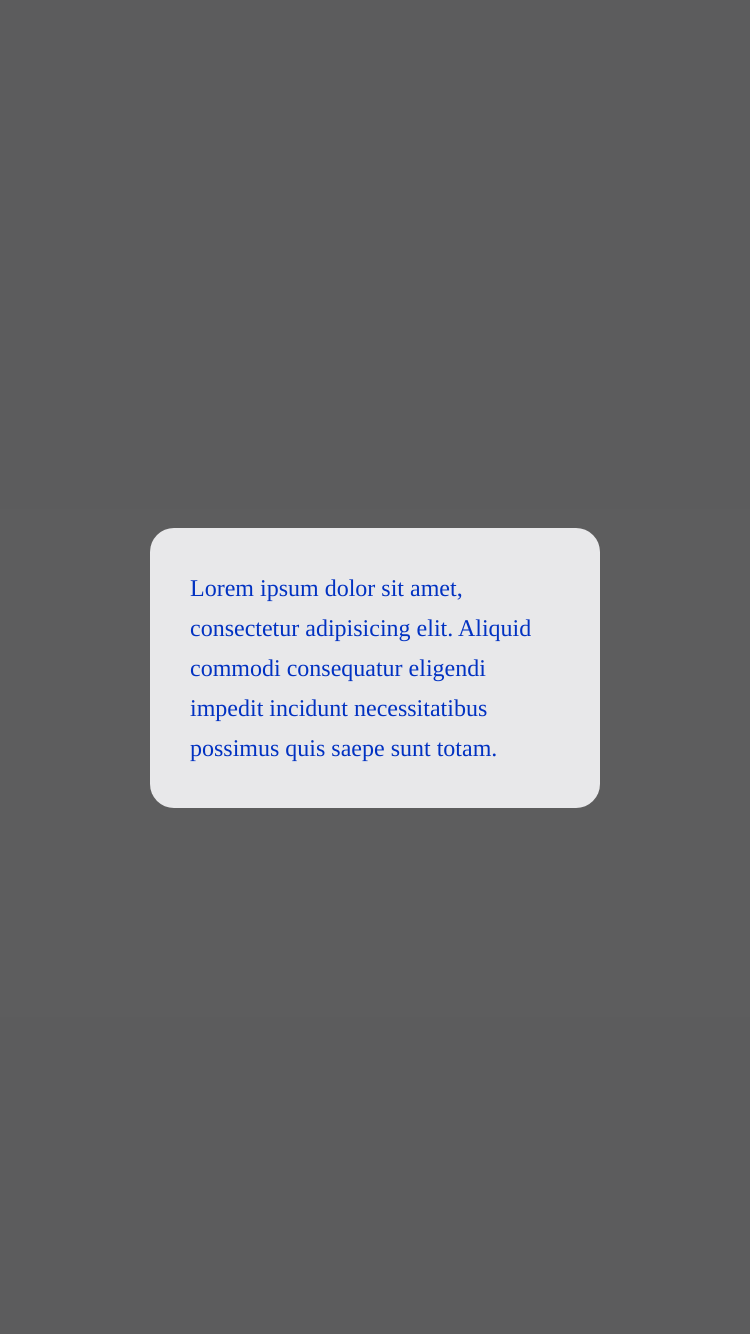 Lorem ipsum dolor sit amet,
consectetur adipisicing elit. Aliquid
commodi consequatur eligendi
impedit incidunt necessitatibus
possimus quis saepe sunt totam.